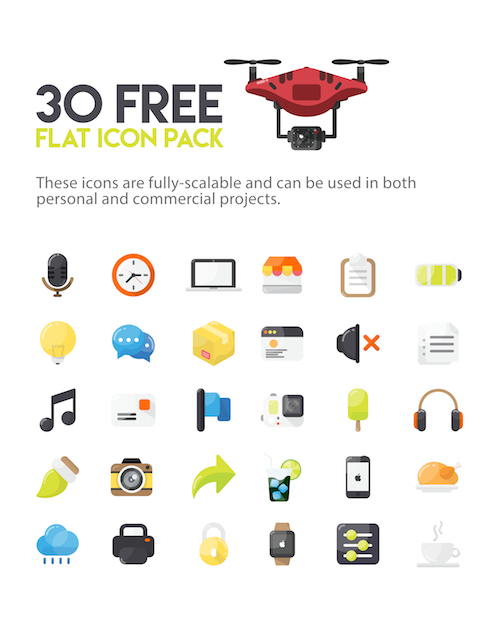 30 FREE
FLAT ICON PACK
These icons are fully-scalable and can be used in both
personal and commercial projects.